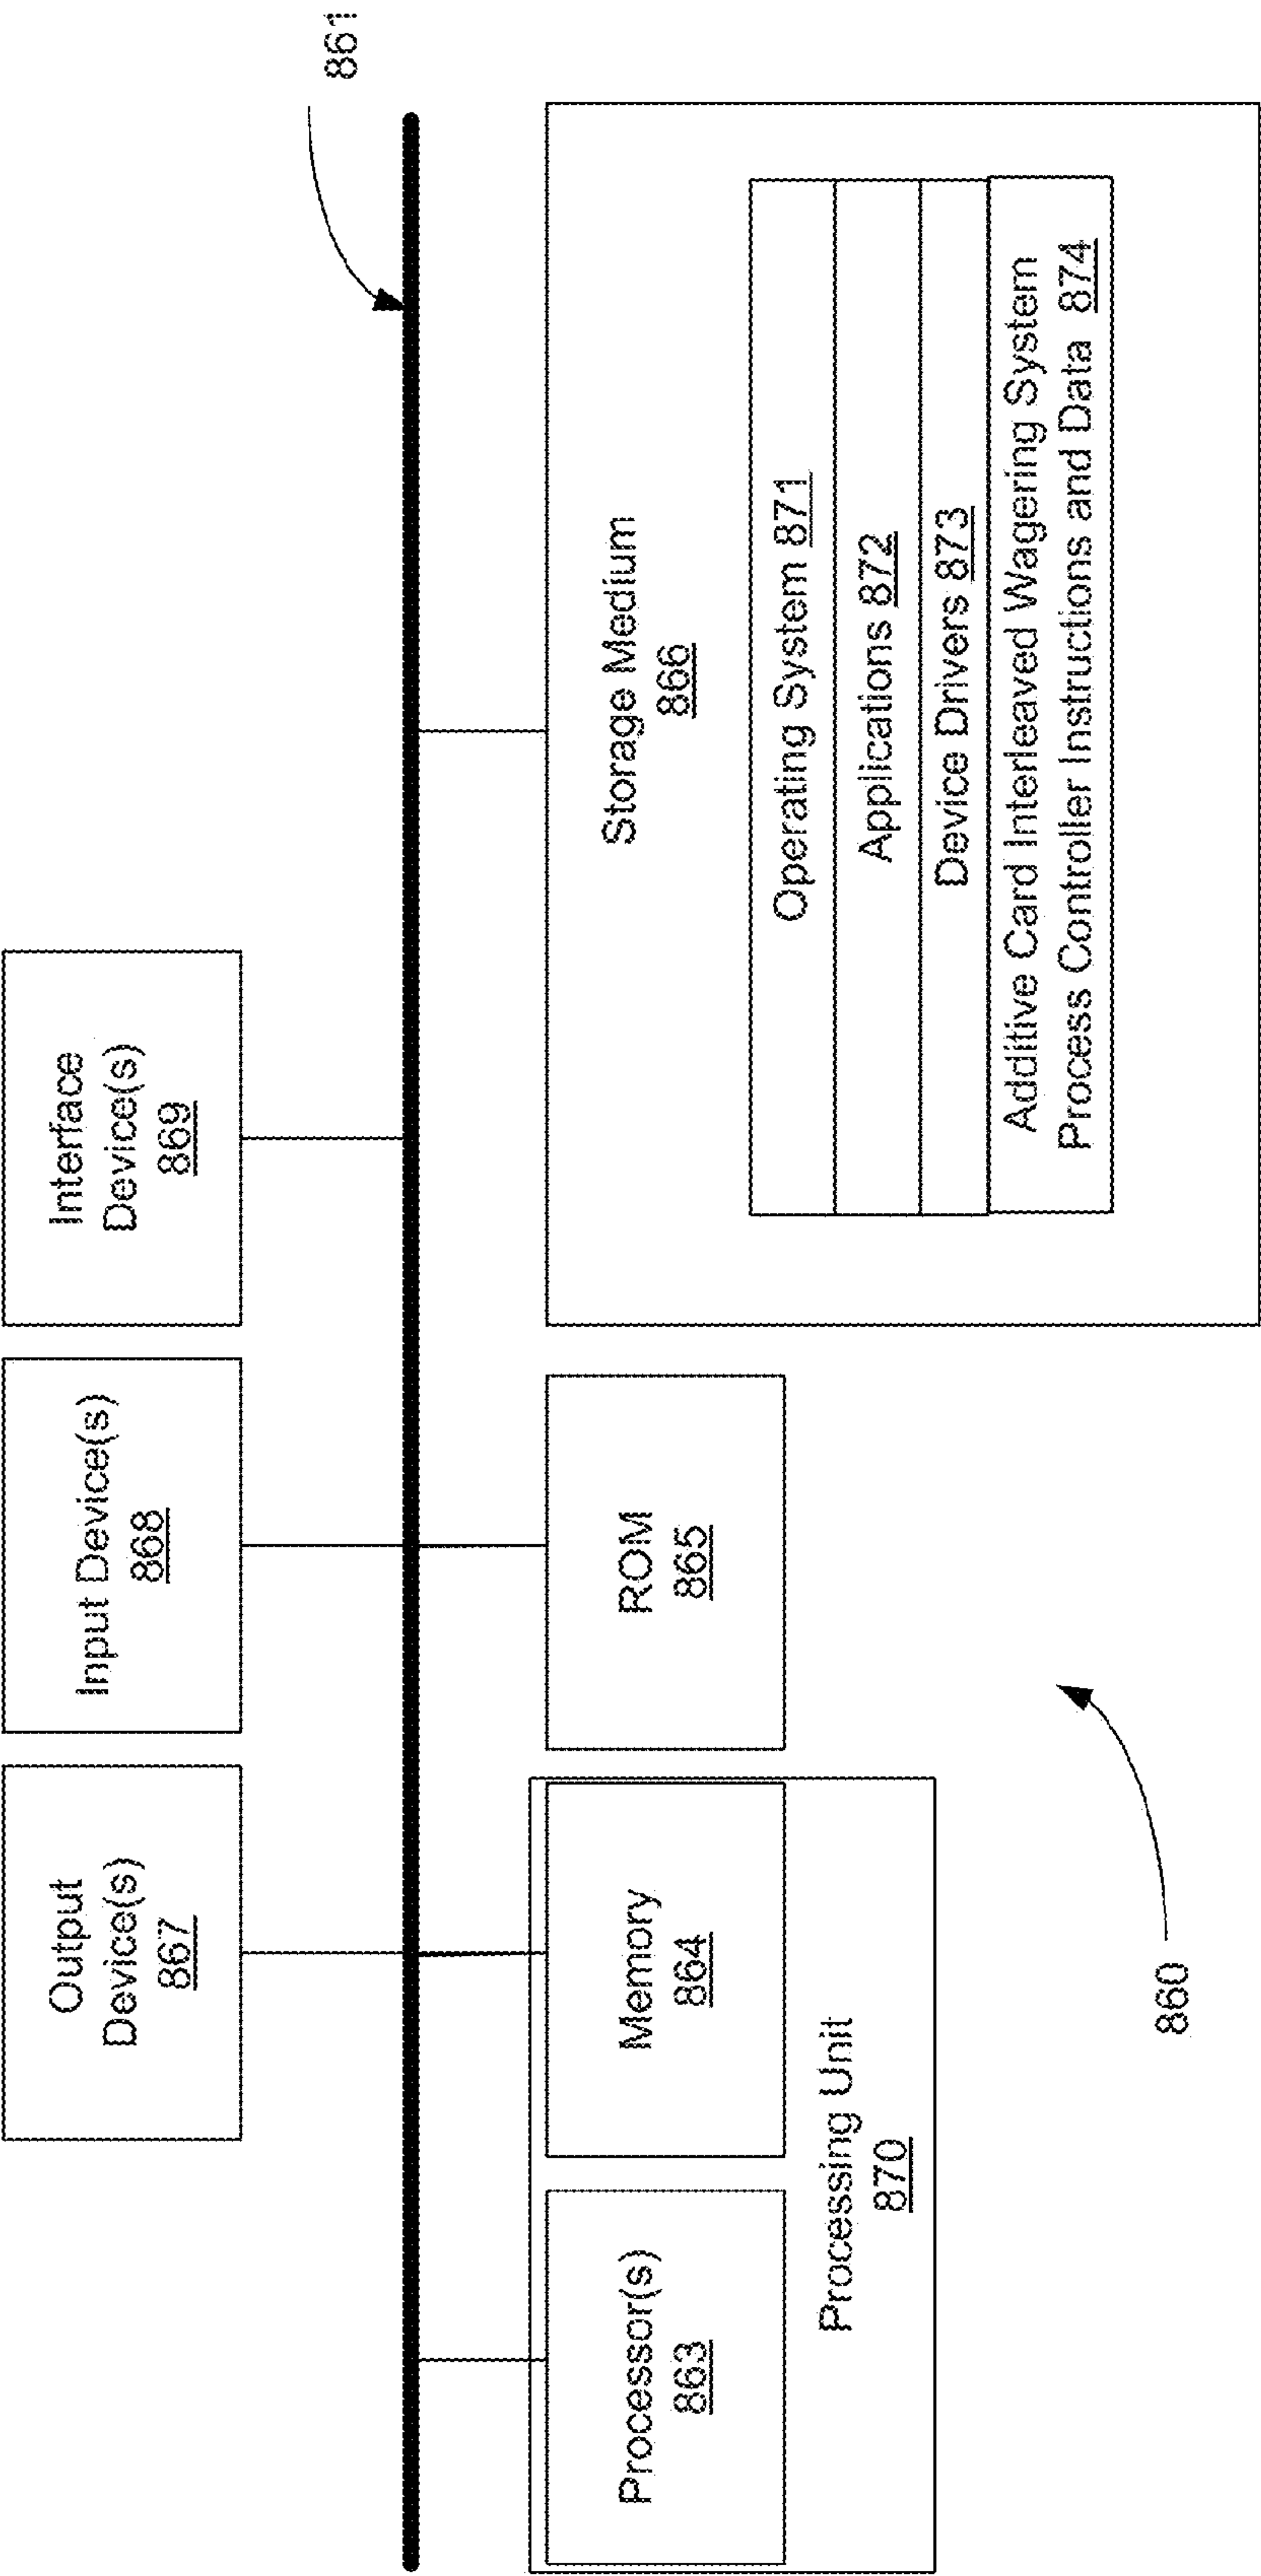 861
Output
Device(s)
867
Input Device(s)
868
Interface
Device(s)
869
Processor(s)
863
Memory
864
Processing Unit
870
ROM
865
Storage Medium
866
Operating System 871
Applications 872
Device Drivers 873
Additive Card Interleaved Wagering System
Process Controller Instructions and Data 874
860